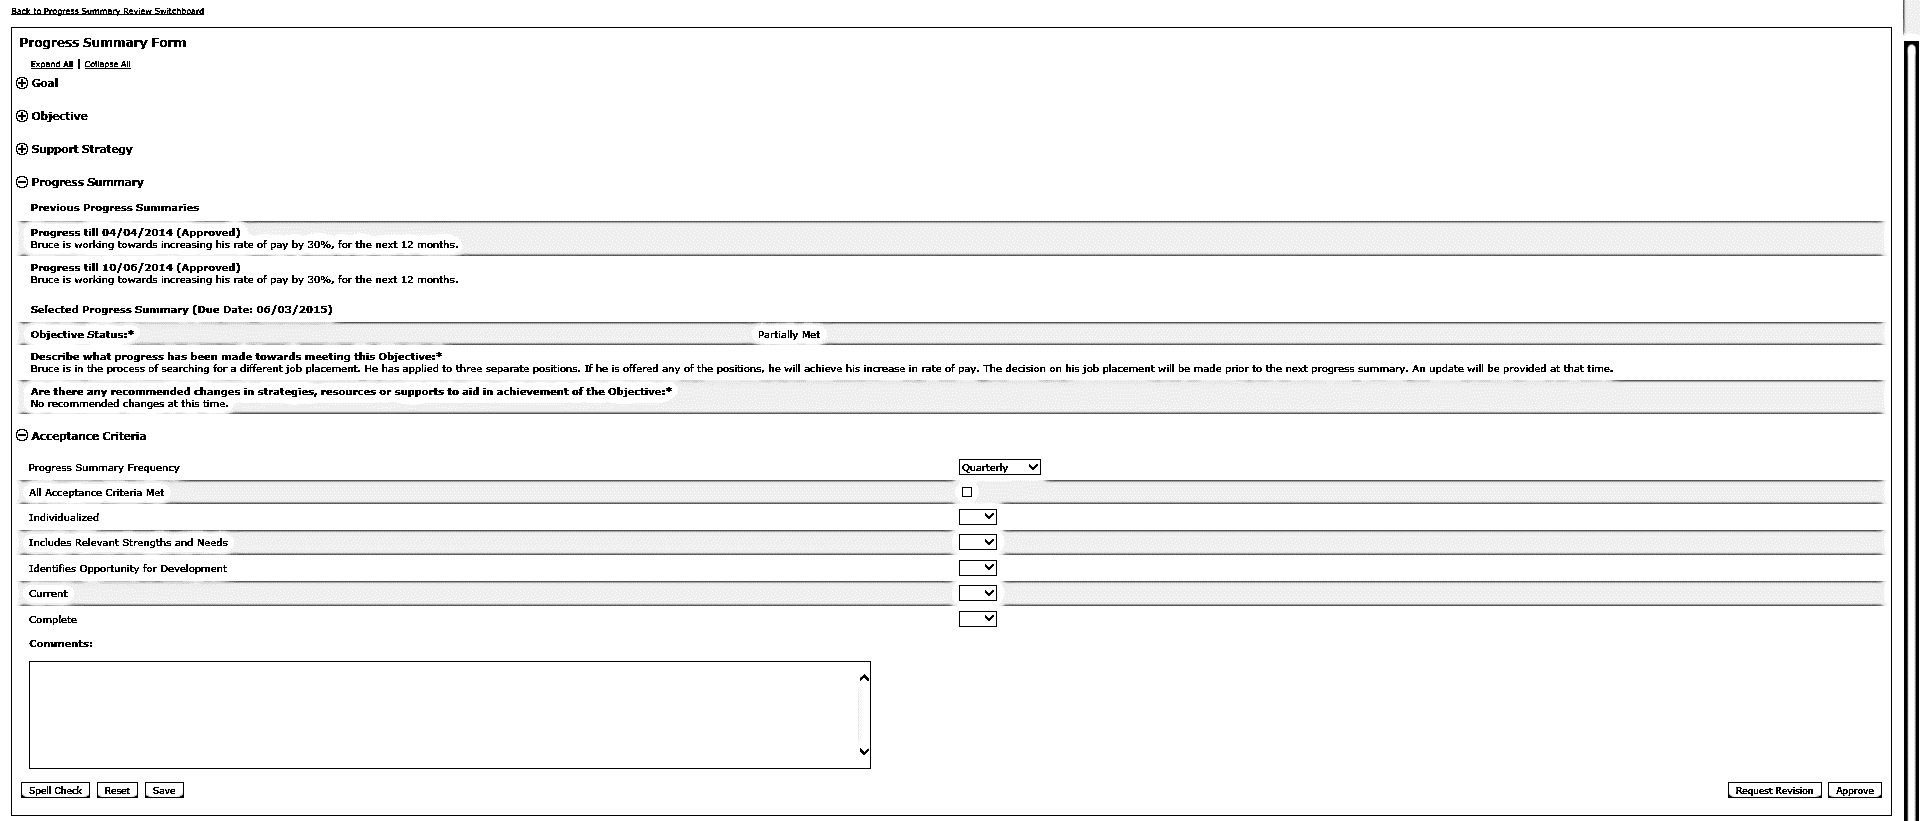 Back to Progress Summary Review Switchboard
Progress Summary Form
Expand All | Collapse All
Goal
Objective
Support Strategy
Progress Summary
Previous Progress Summaries
Progress till 04/04/2014 (Approved)
Bruce is working towards increasing his rate of pay by 30%, for the next 12 months.
Progress till 10/06/2014 (Approved)
Bruce is working towards increasing his rate of pay by 30%, for the next 12 months.
Selected Progress Summary (Due Date: 06/03/2015)
Objective Status:* Partially Met
Describe what progress has been made towards meeting this Objective:*
Bruce is in the process of searching for a different job placement. He has applied to three separate positions. If he is offered any of the positions, he will achieve his increase in rate of pay. The decision on his job placement will be made prior to the next progress summary. An update will be provided at that time.
Are there any recommended changes in strategies, resources or supports to aid in achievement of the Objective:*
No recommended changes at this time.
Acceptance Criteria
Progress Summary Frequency Quarterly
All Acceptance Criteria Met
Individualized
Includes Relevant Strengths and Needs
Identifies Opportunity for Development
Current
Complete
Comments:
Spell Check Reset Save Request Revision Approve